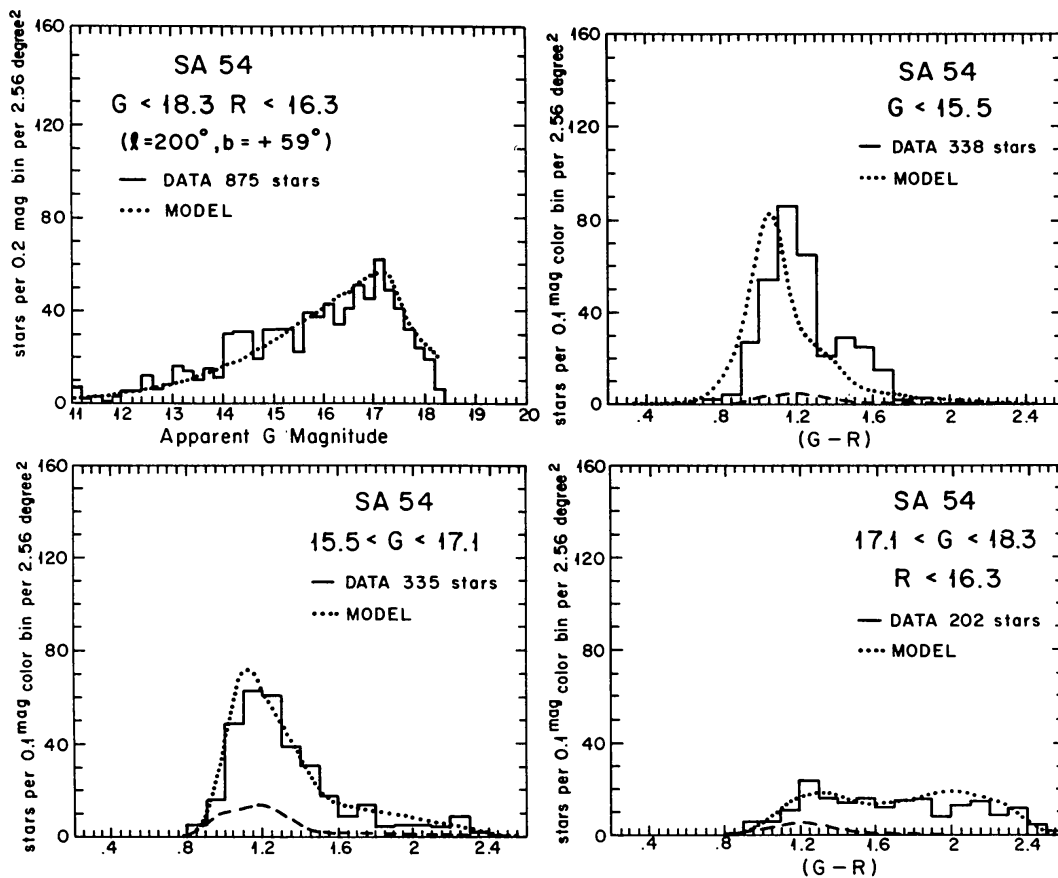 stars per 0.2 mag bin per 2.56 degree²
160
120
80
40
0
SA 54
G < 18.3 R < 16.3
(ℓ=200°, b = + 59°)
DATA 875 stars
MODEL
11 12 13 14 15 16 17 18 19 20
Apparent G Magnitude
stars per 0.1 mag color bin per 2.56 degree²
160
120
80
40
0
SA 54
G < 15.5
DATA 338 stars
MODEL
.4 .8 1.2 1.6 2 2.4
(G – R)
stars per 0.1 mag color bin per 2.56 degree²
160
120
80
40
0
SA 54
15.5 < G < 17.1
DATA 335 stars
MODEL
.4 .8 1.2 1.6 2 2.4
stars per 0.1 mag color bin per 2.56 degree²
160
120
80
40
0
SA 54
17.1 < G < 18.3
R < 16.3
DATA 202 stars
MODEL
.4 .8 1.2 1.6 2 2.4
(G – R)